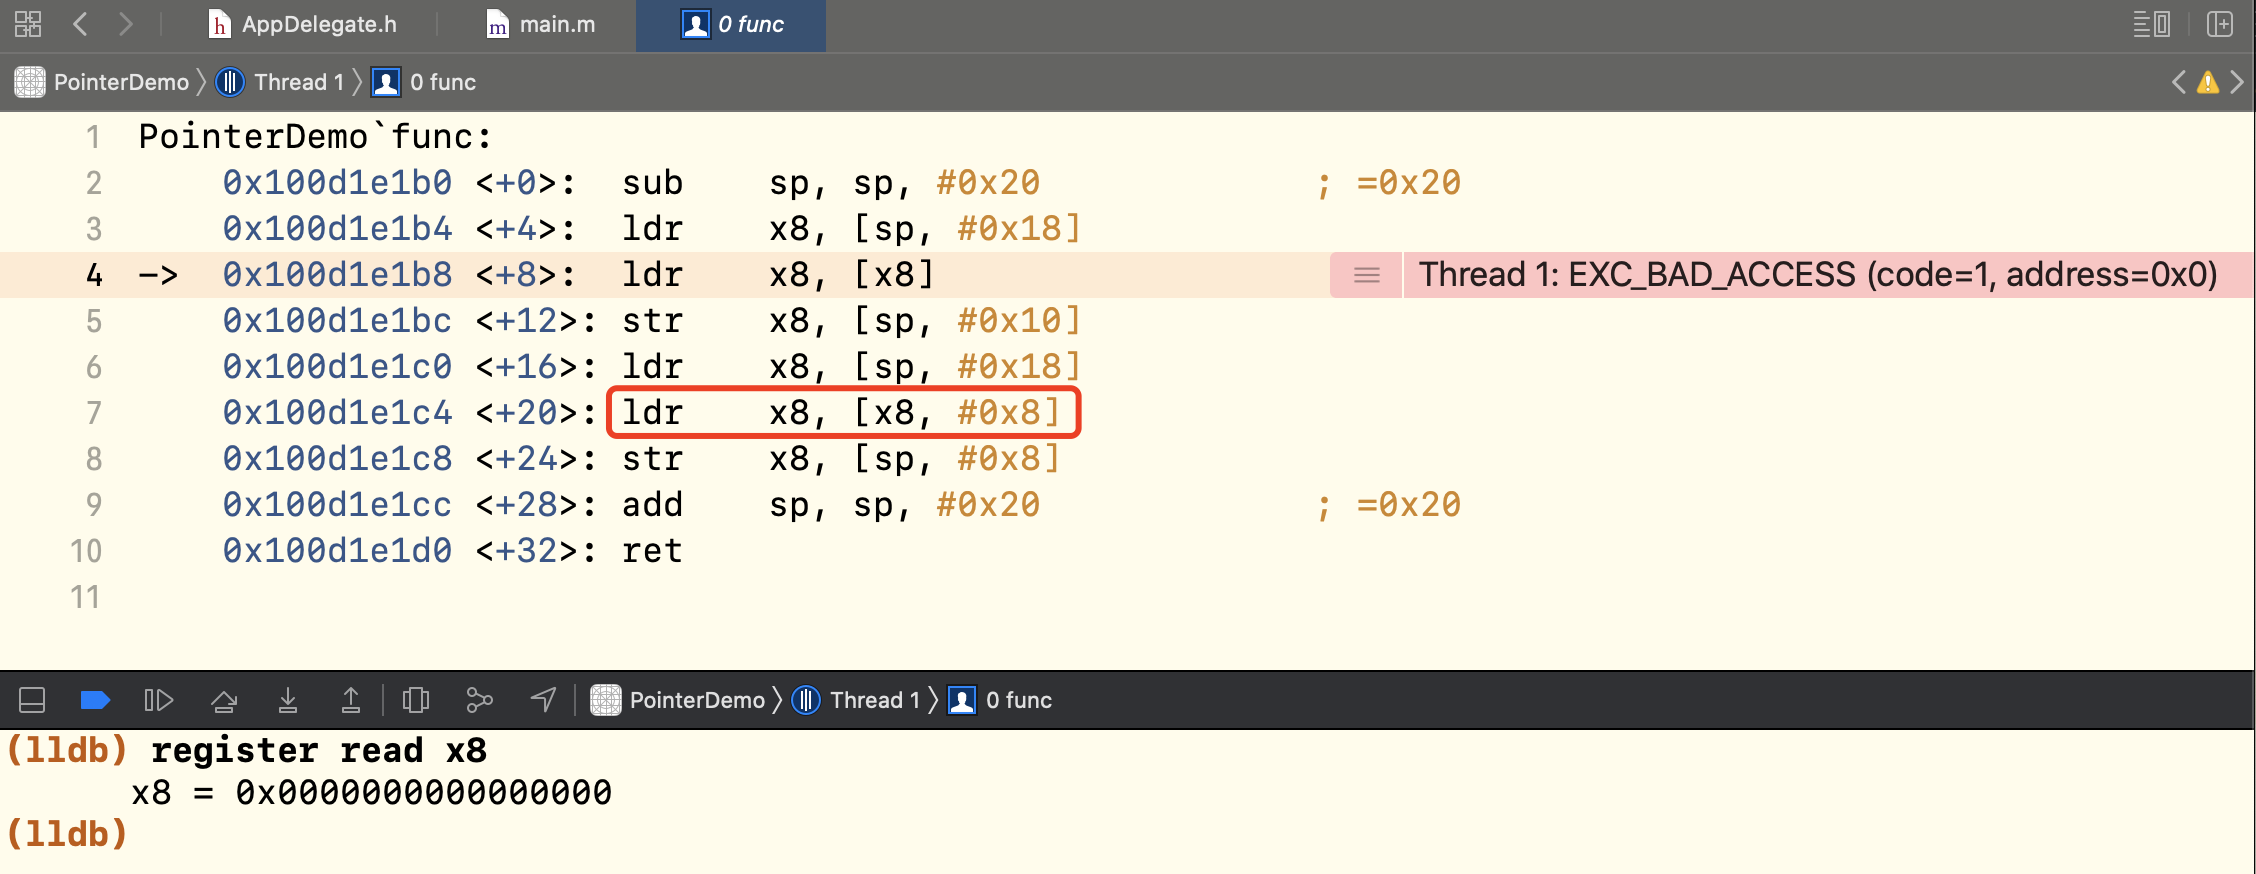 AppDelegate.h main.m 0 func
PointerDemo Thread 1 0 func
1 PointerDemo`func:
2 0x100d1e1b0 <+0>: sub sp, sp, #0x20 ; =0x20
3 0x100d1e1b4 <+4>: ldr x8, [sp, #0x18]
4 -> 0x100d1e1b8 <+8>: ldr x8, [x8] Thread 1: EXC_BAD_ACCESS (code=1, address=0x0)
5 0x100d1e1bc <+12>: str x8, [sp, #0x10]
6 0x100d1e1c0 <+16>: ldr x8, [sp, #0x18]
7 0x100d1e1c4 <+20>: ldr x8, [x8, #0x8]
8 0x100d1e1c8 <+24>: str x8, [sp, #0x8]
9 0x100d1e1cc <+28>: add sp, sp, #0x20 ; =0x20
10 0x100d1e1d0 <+32>: ret
11
PointerDemo Thread 1 0 func
(lldb) register read x8
x8 = 0x0000000000000000
(lldb)